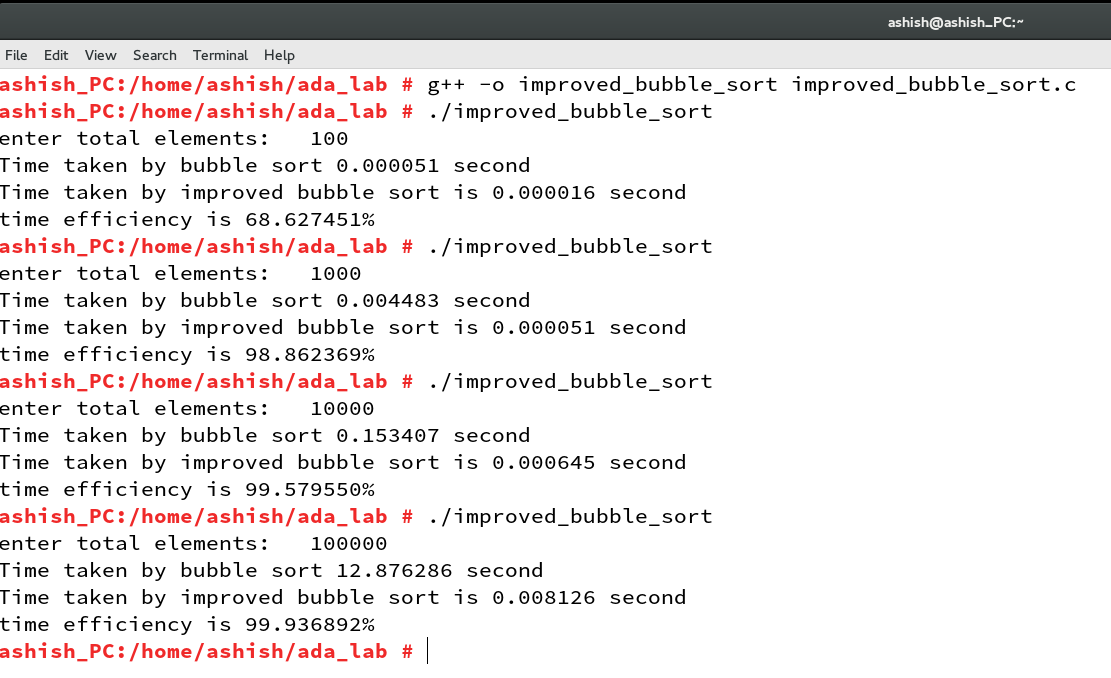 ashish@ashish_PC:~
File Edit View Search Terminal Help
ashish_PC:/home/ashish/ada_lab # g++ -o improved_bubble_sort improved_bubble_sort.c
ashish_PC:/home/ashish/ada_lab # ./improved_bubble_sort
enter total elements:   100
Time taken by bubble sort 0.000051 second
Time taken by improved bubble sort is 0.000016 second
time efficiency is 68.627451%
ashish_PC:/home/ashish/ada_lab # ./improved_bubble_sort
enter total elements:   1000
Time taken by bubble sort 0.004483 second
Time taken by improved bubble sort is 0.000051 second
time efficiency is 98.862369%
ashish_PC:/home/ashish/ada_lab # ./improved_bubble_sort
enter total elements:   10000
Time taken by bubble sort 0.153407 second
Time taken by improved bubble sort is 0.000645 second
time efficiency is 99.579550%
ashish_PC:/home/ashish/ada_lab # ./improved_bubble_sort
enter total elements:   100000
Time taken by bubble sort 12.876286 second
Time taken by improved bubble sort is 0.008126 second
time efficiency is 99.936892%
ashish_PC:/home/ashish/ada_lab #